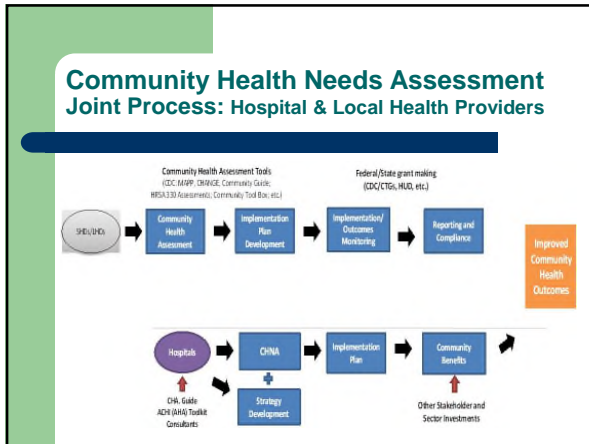 Community Health Needs Assessment
Joint Process: Hospital & Local Health Providers
Community Health Assessment Tools
(CDC: MAPP, CHANGE, Community Guide;
HRSA 330 Assessments; Community Tool Box; etc.)
Federal/State grant making
(CDC/CTGs, HUD, etc.)
SHDs/LHDs
Community
Health
Assessment
Implementation
Plan
Development
Implementation/
Outcomes
Monitoring
Reporting and
Compliance
Improved
Community
Health
Outcomes
Hospitals
CHNA
Implementation
Plan
Community
Benefits
Strategy
Development
CHA. Guide
ACHI (AHA) Toolkit
Consultants
Other Stakeholder and
Sector Investments